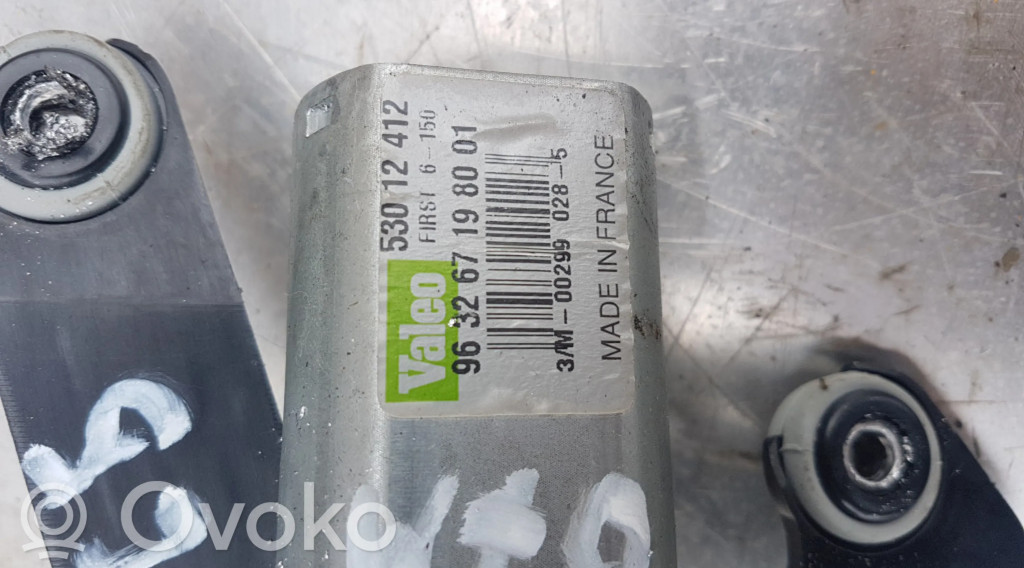 Valeo
530 12 412
FIRST 6-150
96 32 67 19 80 01
3/M-00299 028-5
MADE IN FRANCE
Ovoko